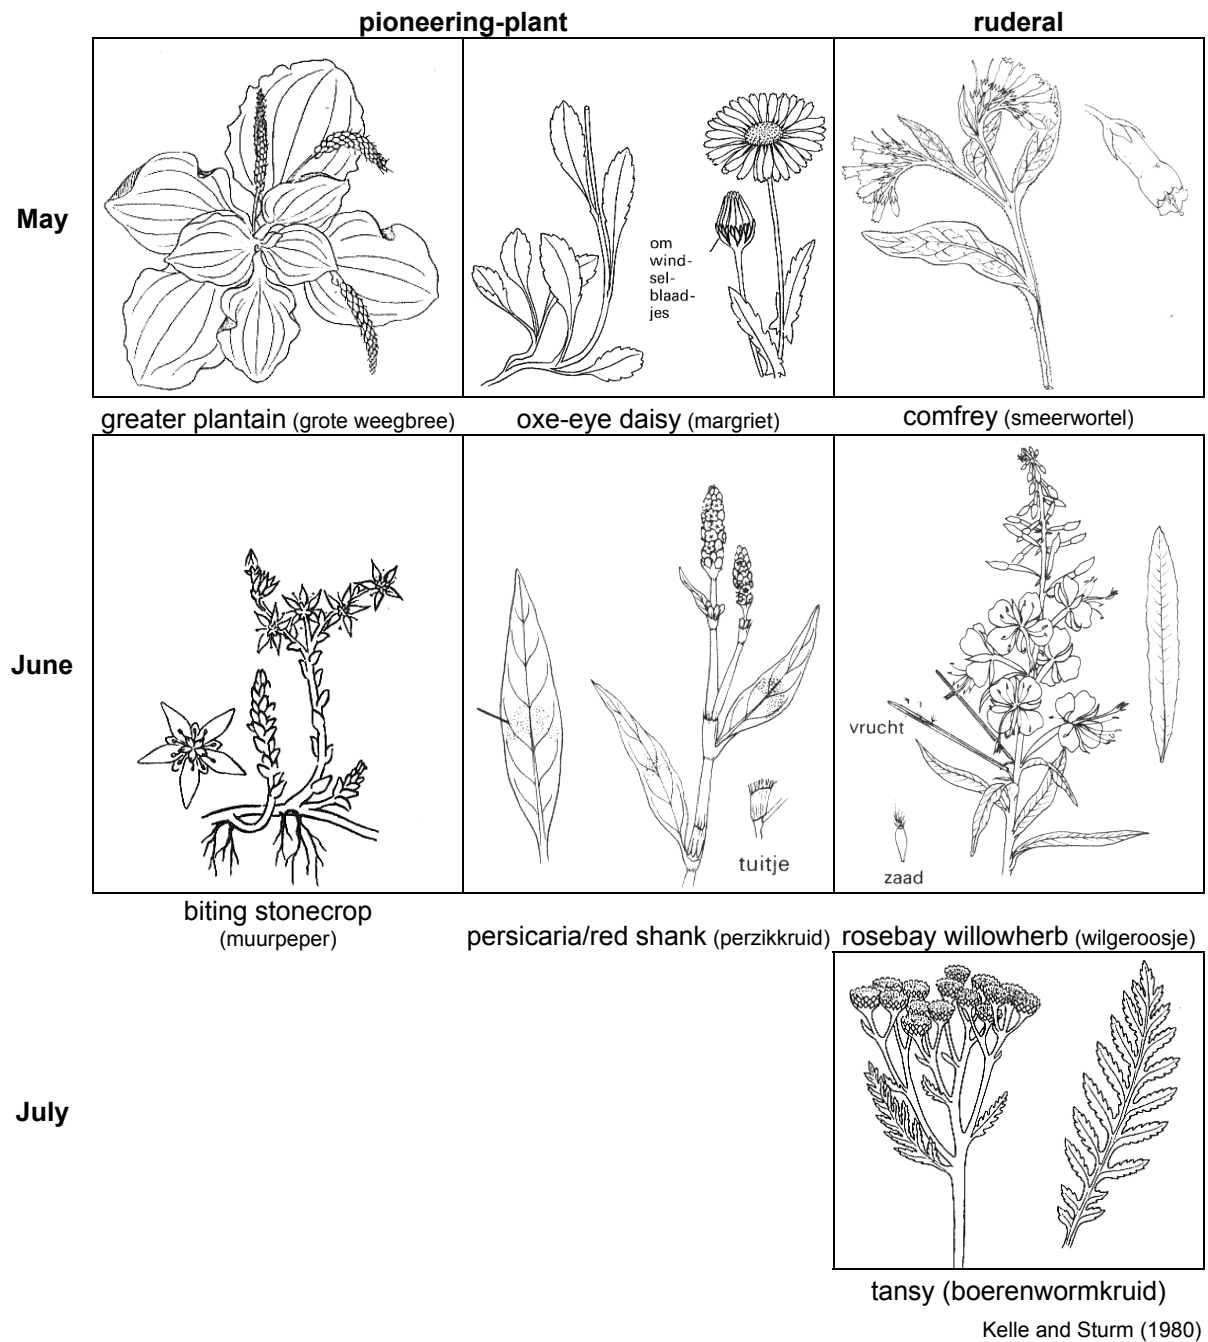 pioneering-plant ruderal
May
om
wind-
sel-
blaad-
jes
greater plantain (grote weegbree) oxe-eye daisy (margriet) comfrey (smeerwortel)
June
vrucht
tuitje
zaad
biting stonecrop
(muurpeper)
persicaria/red shank (perzikkruid) rosebay willowherb (wilgeroosje)
July
tansy (boerenwormkruid)
Kelle and Sturm (1980)